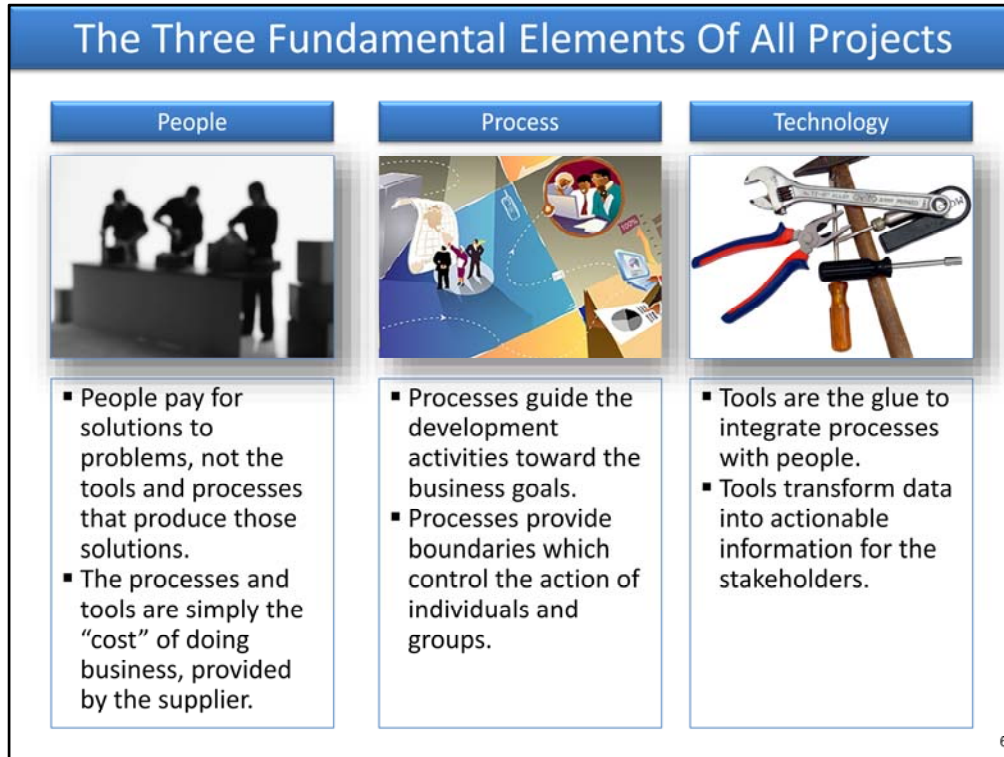 The Three Fundamental Elements Of All Projects
People
▪ People pay for
solutions to
problems, not the
tools and processes
that produce those
solutions.
▪ The processes and
tools are simply the
“cost” of doing
business, provided
by the supplier.
Process
100%
▪ Processes guide the
development
activities toward the
business goals.
▪ Processes provide
boundaries which
control the action of
individuals and
groups.
Technology
▪ Tools are the glue to
integrate processes
with people.
▪ Tools transform data
into actionable
information for the
stakeholders.
6